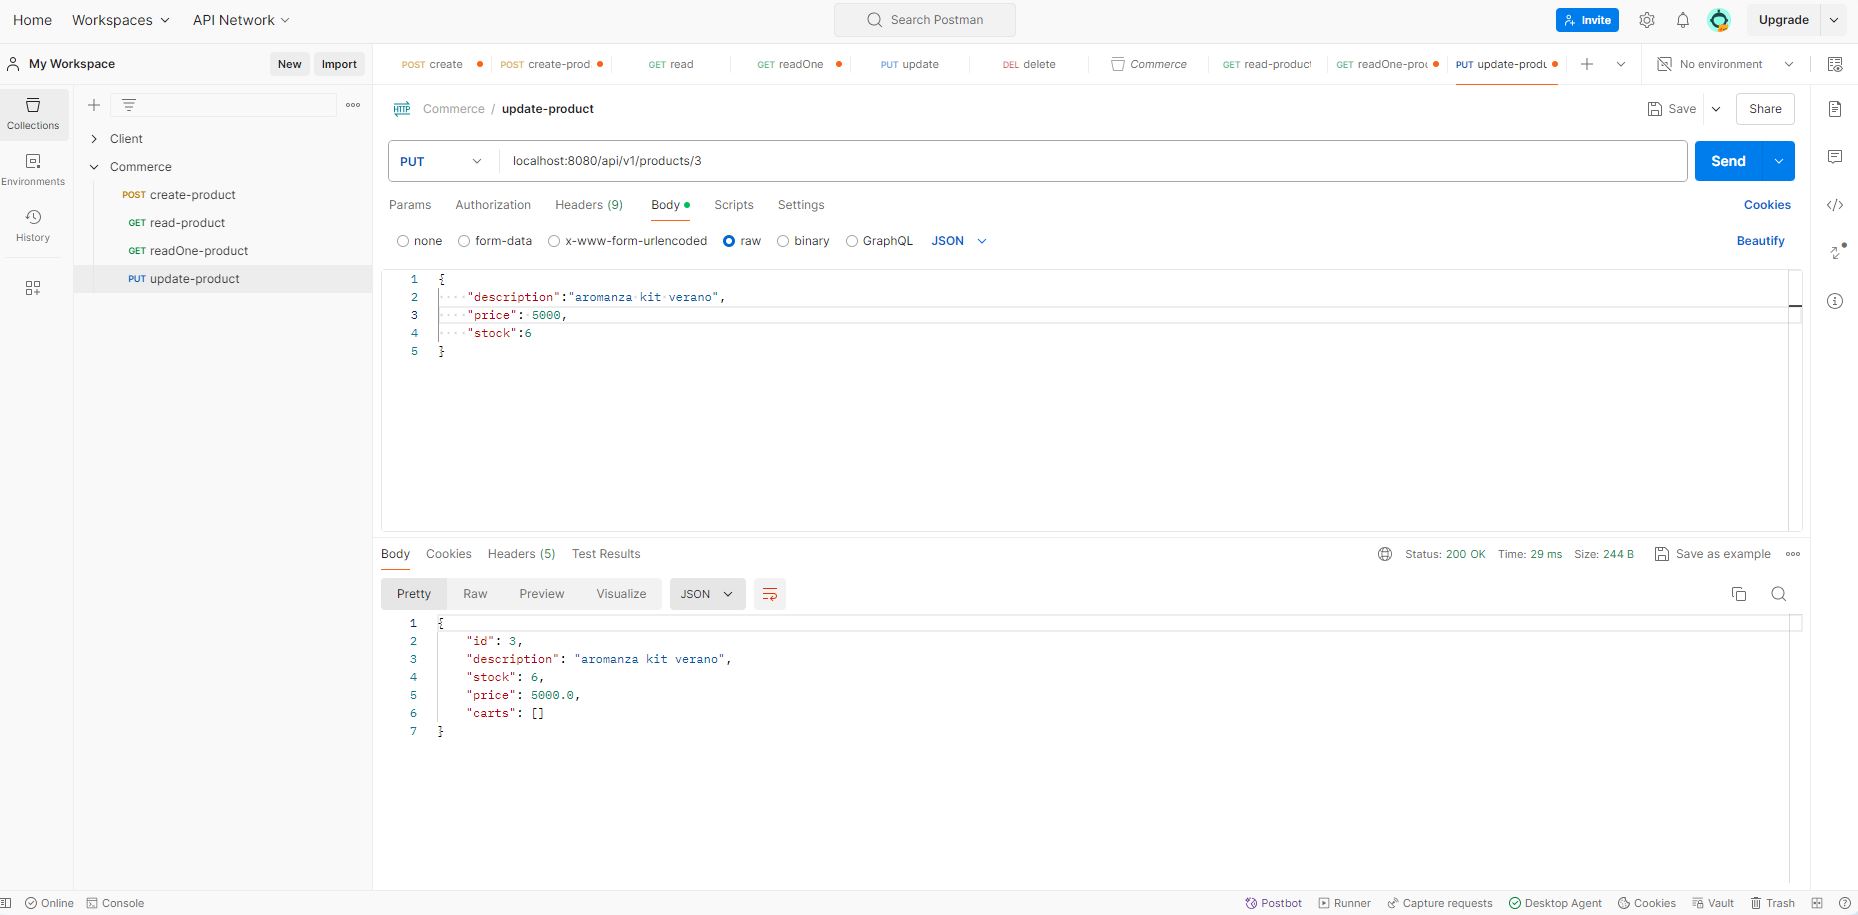 Home Workspaces API Network Search Postman Invite Upgrade
My Workspace New Import POST create POST create-prod GET read GET readOne PUT update DEL delete Commerce GET read-product GET readOne-pro PUT update-produ No environment
Collections
Environments
History
Client
Commerce
POST create-product
GET read-product
GET readOne-product
PUT update-product
HTTP Commerce / update-product Save Share
PUT localhost:8080/api/v1/products/3 Send
Params Authorization Headers (9) Body Scripts Settings Cookies
none form-data x-www-form-urlencoded raw binary GraphQL JSON Beautify
1 {
2 "description":"aromanza kit verano",
3 "price": 5000,
4 "stock":6
5 }
Body Cookies Headers (5) Test Results Status: 200 OK Time: 29 ms Size: 244 B Save as example
Pretty Raw Preview Visualize JSON
1 {
2 "id": 3,
3 "description": "aromanza kit verano",
4 "stock": 6,
5 "price": 5000.0,
6 "carts": []
7 }
Online Console Postbot Runner Capture requests Desktop Agent Cookies Vault Trash